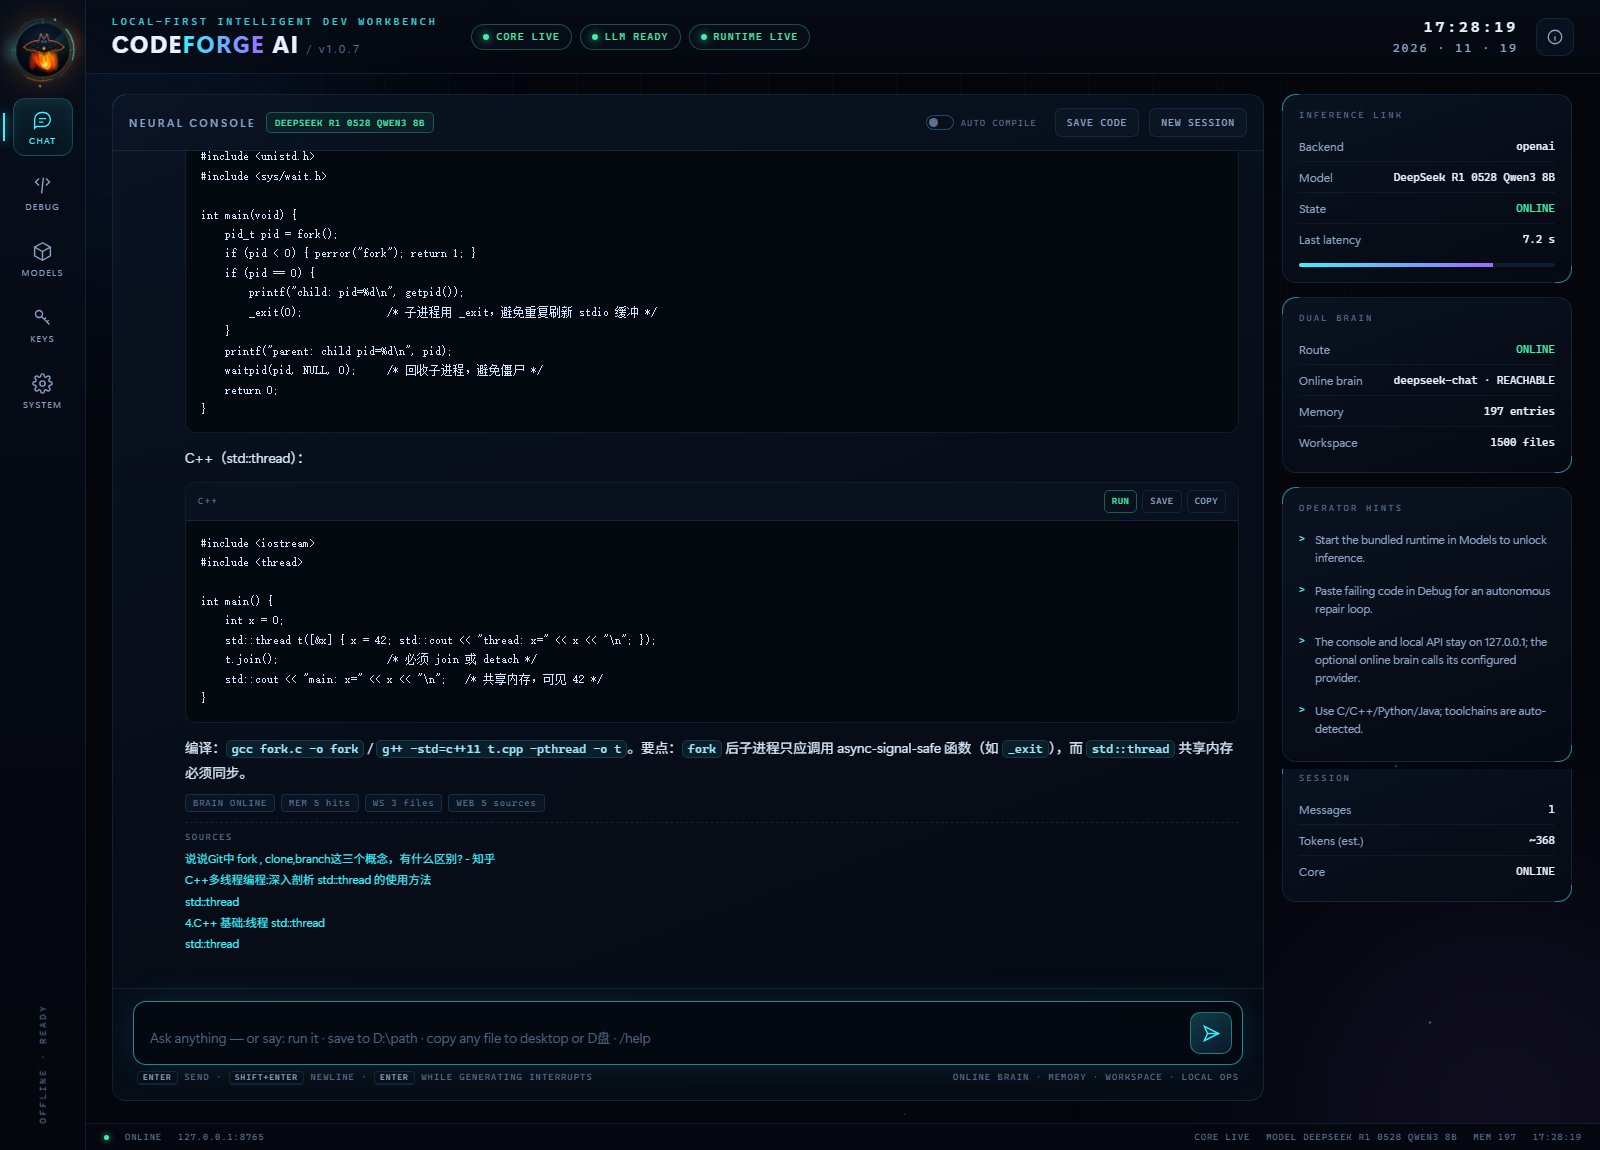 LOCAL-FIRST INTELLIGENT DEV WORKBENCH
CODEFORGE AI / v1.0.7
CORE LIVE
LLM READY
RUNTIME LIVE
17:28:19
2026 · 11 · 19
CHAT
DEBUG
MODELS
KEYS
SYSTEM
OFFLINE · READY
NEURAL CONSOLE
DEEPSEEK R1 0528 QWEN3 8B
AUTO COMPILE
SAVE CODE
NEW SESSION
#include <unistd.h>
#include <sys/wait.h>
int main(void) {
pid_t pid = fork();
if (pid < 0) { perror("fork"); return 1; }
if (pid == 0) {
printf("child: pid=%d\n", getpid());
_exit(0); /* 子进程用 _exit，避免重复刷新 stdio 缓冲 */
}
printf("parent: child pid=%d\n", pid);
waitpid(pid, NULL, 0); /* 回收子进程，避免僵尸 */
return 0;
}
C++（std::thread）：
C++
RUN
SAVE
COPY
#include <iostream>
#include <thread>
int main() {
int x = 0;
std::thread t([&x] { x = 42; std::cout << "thread: x=" << x << "\n"; });
t.join(); /* 必须 join 或 detach */
std::cout << "main: x=" << x << "\n"; /* 共享内存，可见 42 */
}
编译：gcc fork.c -o fork / g++ -std=c++11 t.cpp -pthread -o t。要点：fork 后子进程只应调用 async-signal-safe 函数（如 _exit），而 std::thread 共享内存
必须同步。
BRAIN ONLINE
MEM 5 hits
WS 3 files
WEB 5 sources
SOURCES
说说Git中 fork , clone,branch这三个概念，有什么区别? - 知乎
C++多线程编程:深入剖析 std::thread 的使用方法
std::thread
4.C++ 基础:线程 std::thread
std::thread
Ask anything — or say: run it · save to D:\path · copy any file to desktop or D盘 · /help
ENTER SEND · SHIFT+ENTER NEWLINE · ENTER WHILE GENERATING INTERRUPTS
ONLINE BRAIN · MEMORY · WORKSPACE · LOCAL OPS
INFERENCE LINK
Backend openai
Model DeepSeek R1 0528 Qwen3 8B
State ONLINE
Last latency 7.2 s
DUAL BRAIN
Route ONLINE
Online brain deepseek-chat · REACHABLE
Memory 197 entries
Workspace 1500 files
OPERATOR HINTS
> Start the bundled runtime in Models to unlock
inference.
> Paste failing code in Debug for an autonomous
repair loop.
> The console and local API stay on 127.0.0.1; the
optional online brain calls its configured
provider.
> Use C/C++/Python/Java; toolchains are auto-
detected.
SESSION
Messages 1
Tokens (est.) ~368
Core ONLINE
ONLINE 127.0.0.1:8765
CORE LIVE MODEL DEEPSEEK R1 0528 QWEN3 8B MEM 197 17:28:19